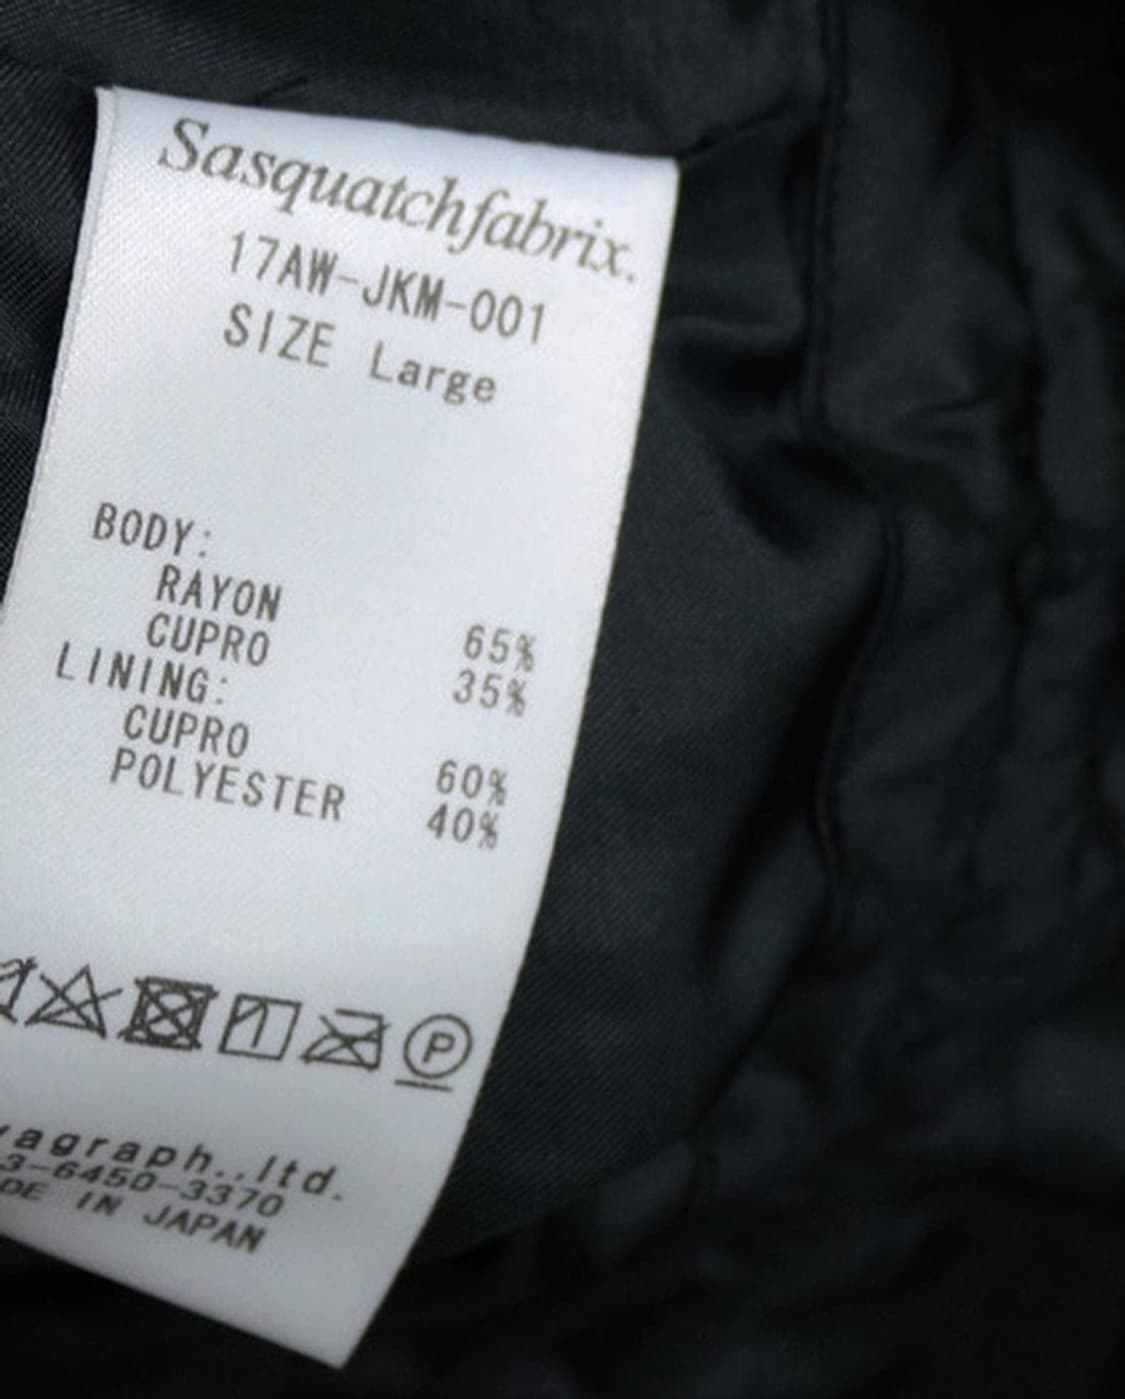 Sasquatchfabrix.
17AW-JKM-001
SIZE Large
BODY:
RAYON 65%
CUPRO 35%
LINING:
CUPRO 60%
POLYESTER 40%
P
agraph.,ltd.
3-6450-3370
DE IN JAPAN